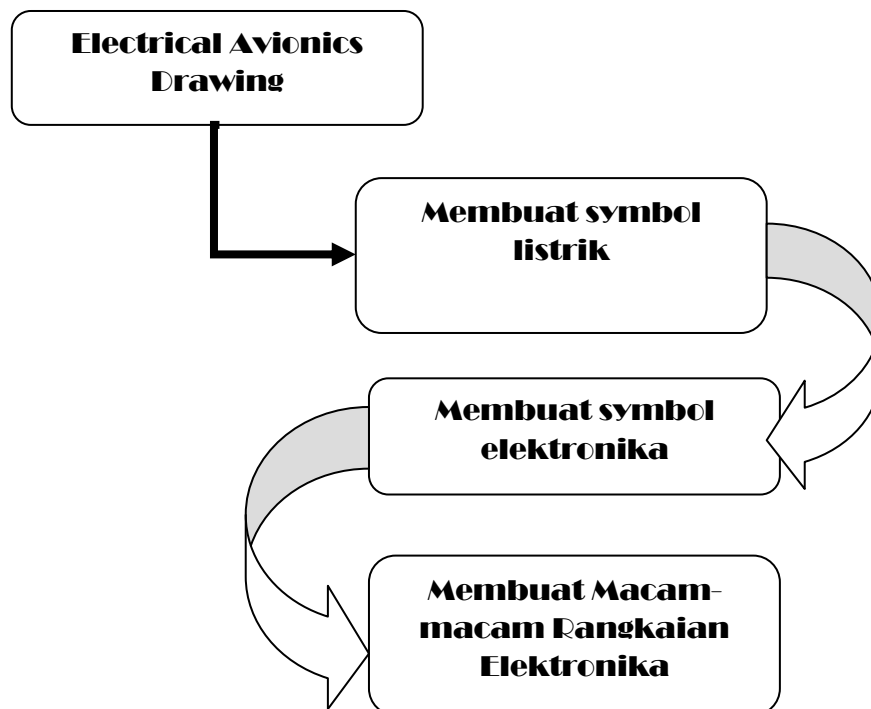 Electrical Avionics
Drawing
Membuat symbol
listrik
Membuat symbol
elektronika
Membuat Macam-
macam Rangkaian
Elektronika